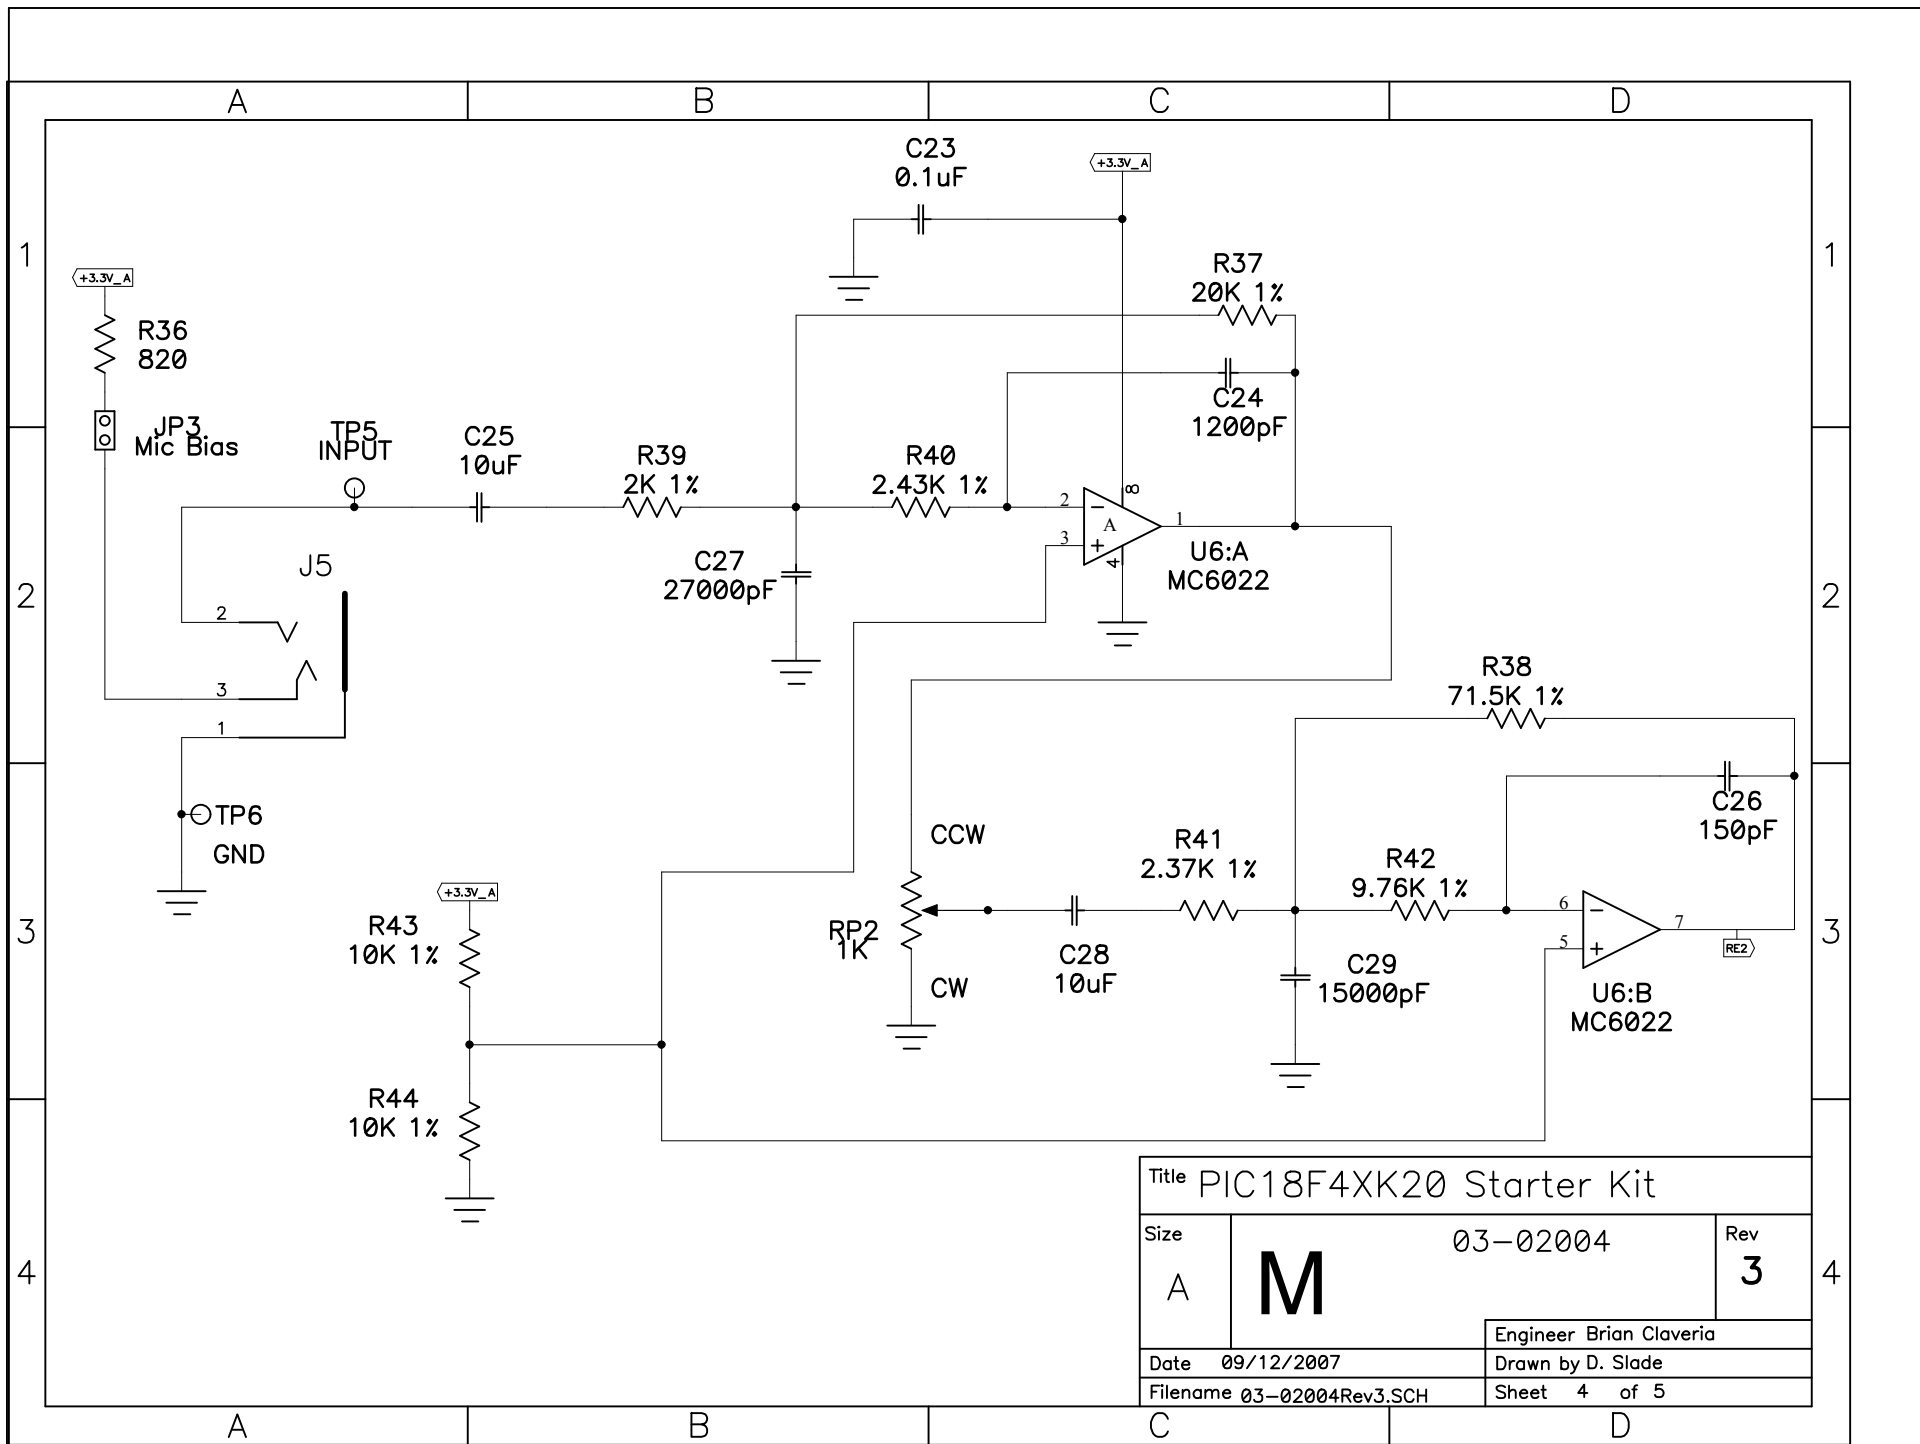 A B C D
1
C23
0.1uF
+3.3V_A
1
+3.3V_A
R36
820
R37
20K 1%
C24
1200pF
JP3
Mic Bias
TP5
INPUT
C25
10uF
R39
2K 1%
R40
2.43K 1%
2
3
A
8
4
1
U6:A
MC6022
C27
27000pF
J5
2
3
1
2
2
R38
71.5K 1%
TP6
GND
C26
150pF
CCW
R41
2.37K 1%
R42
9.76K 1%
+3.3V_A
R43
10K 1%
RP2
1K
CW
C28
10uF
C29
15000pF
6
5
7
RE2
U6:B
MC6022
3
3
R44
10K 1%
Title PIC18F4XK20 Starter Kit
Size
A
M
03-02004
Rev
3
4
4
Engineer Brian Claveria
Date 09/12/2007
Drawn by D. Slade
Filename 03-02004Rev3.SCH
Sheet 4 of 5
A B C D